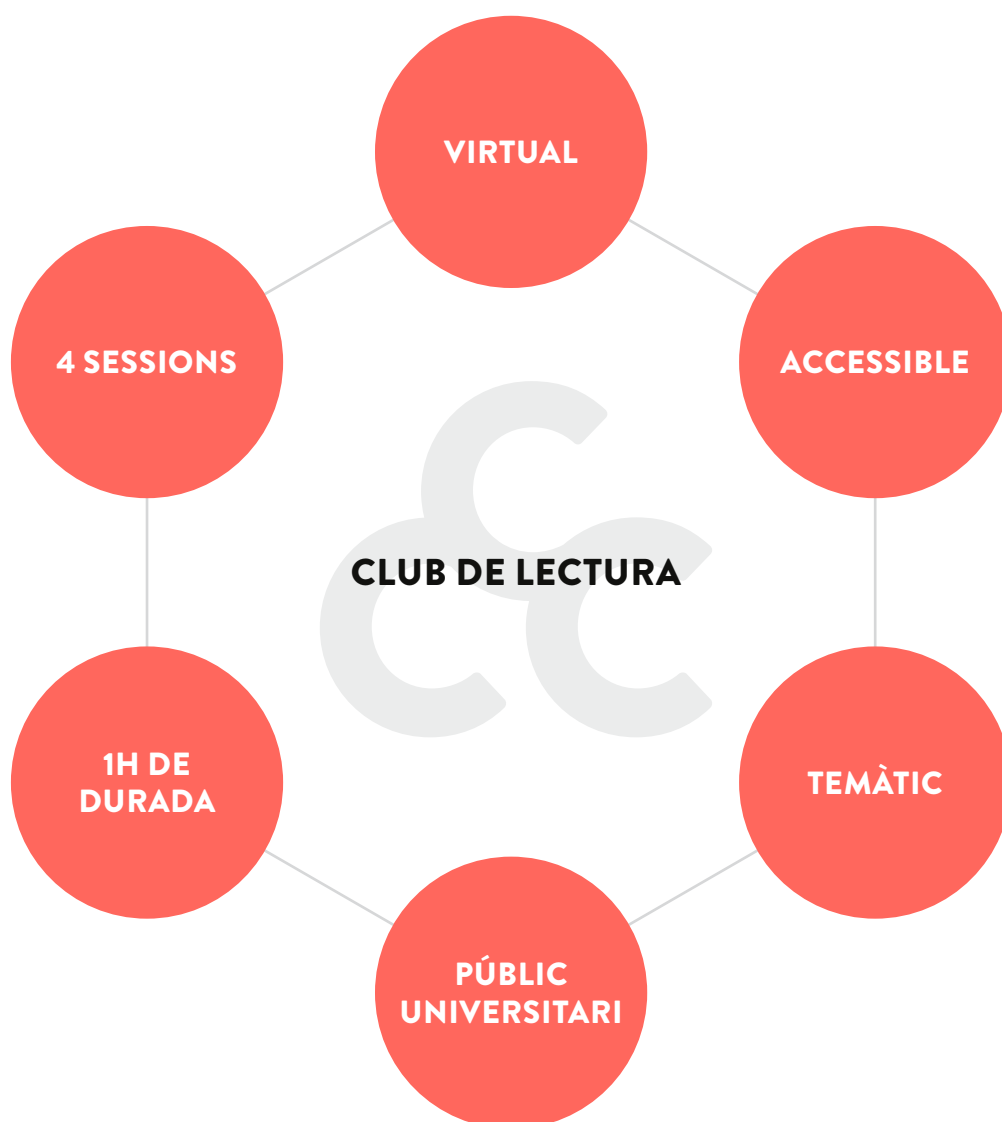 VIRTUAL
4 SESSIONS
ACCESSIBLE
CLUB DE LECTURA
1H DE
DURADA
TEMÀTIC
PÚBLIC
UNIVERSITARI